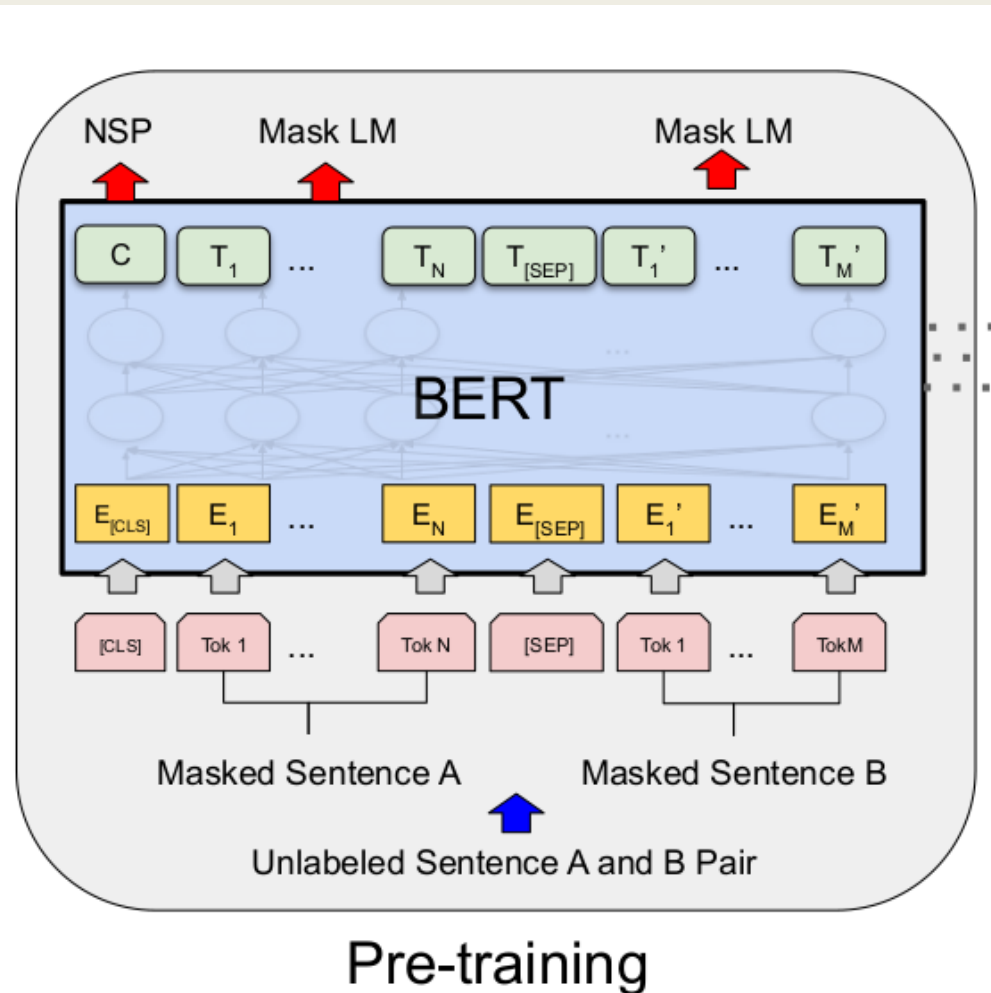 NSP Mask LM Mask LM
C T1 ... TN T[SEP] T1’ ... TM’
...
BERT
...
E[CLS] E1 ... EN E[SEP] E1’ ... EM’
[CLS] Tok 1 ... Tok N [SEP] Tok 1 ... TokM
Masked Sentence A Masked Sentence B
Unlabeled Sentence A and B Pair
Pre-training